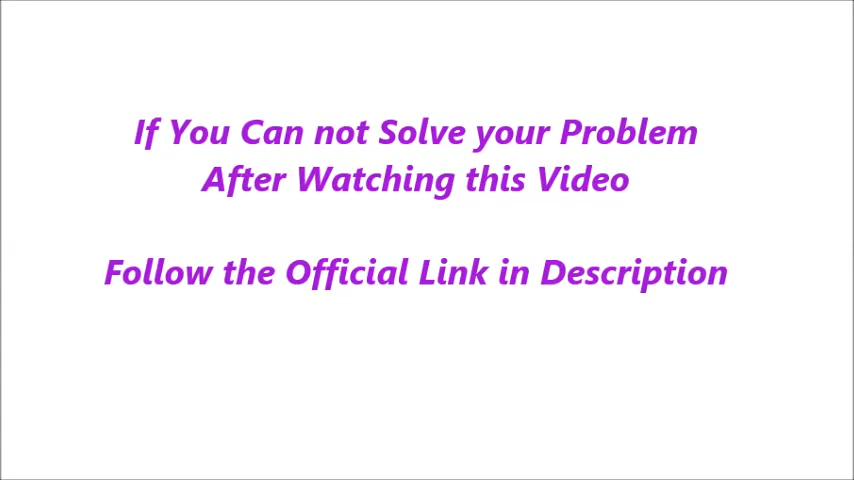 If You Can not Solve your Problem
After Watching this Video
Follow the Official Link in Description